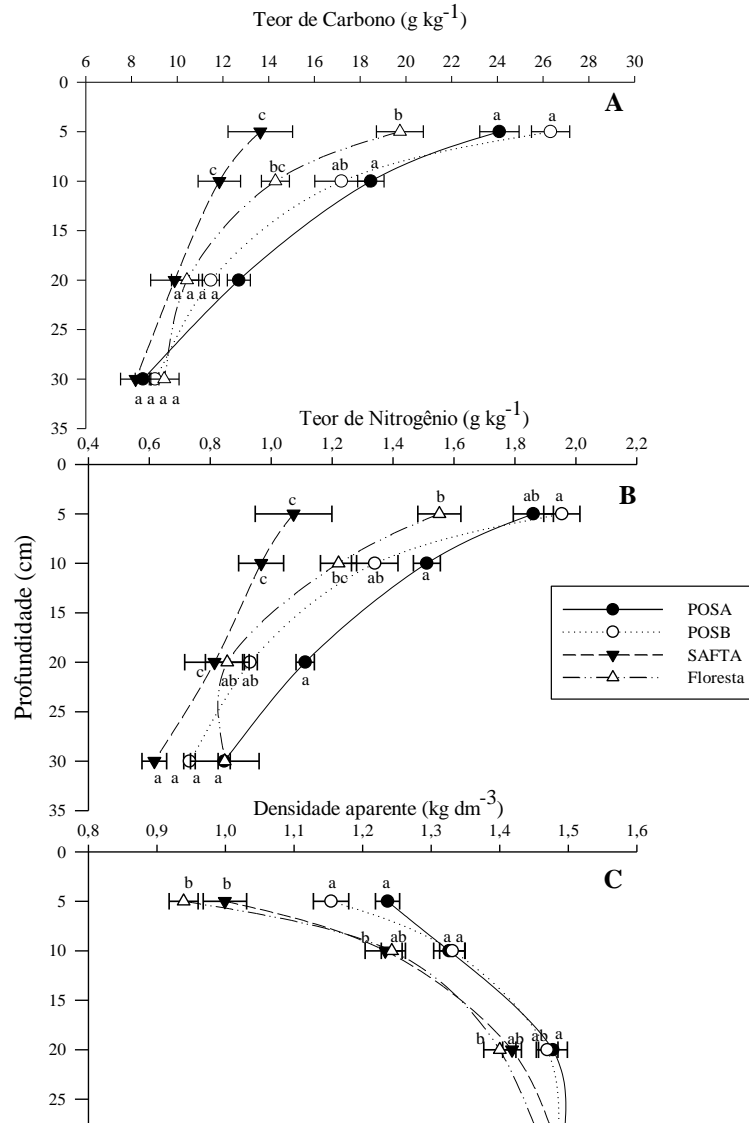 Teor de Carbono (g kg-1)
6 8 10 12 14 16 18 20 22 24 26 28 30
0
A
c b a a
5
c bc ab a
10
15
20
a a a a
25
30
a a a a
35
Teor de Nitrogênio (g kg-1)
0,4 0,6 0,8 1,0 1,2 1,4 1,6 1,8 2,0 2,2
0
B
c b ab a
5
10
c bc ab a
15
20
c ab ab a
25
30
a a a a
35
Profundidade (cm)
POSA
POSB
SAFTA
Floresta
Densidade aparente (kg dm-3)
0,8 0,9 1,0 1,1 1,2 1,3 1,4 1,5 1,6
0
C
b b a a
5
b ab a a
10
15
b ab ab a
20
25